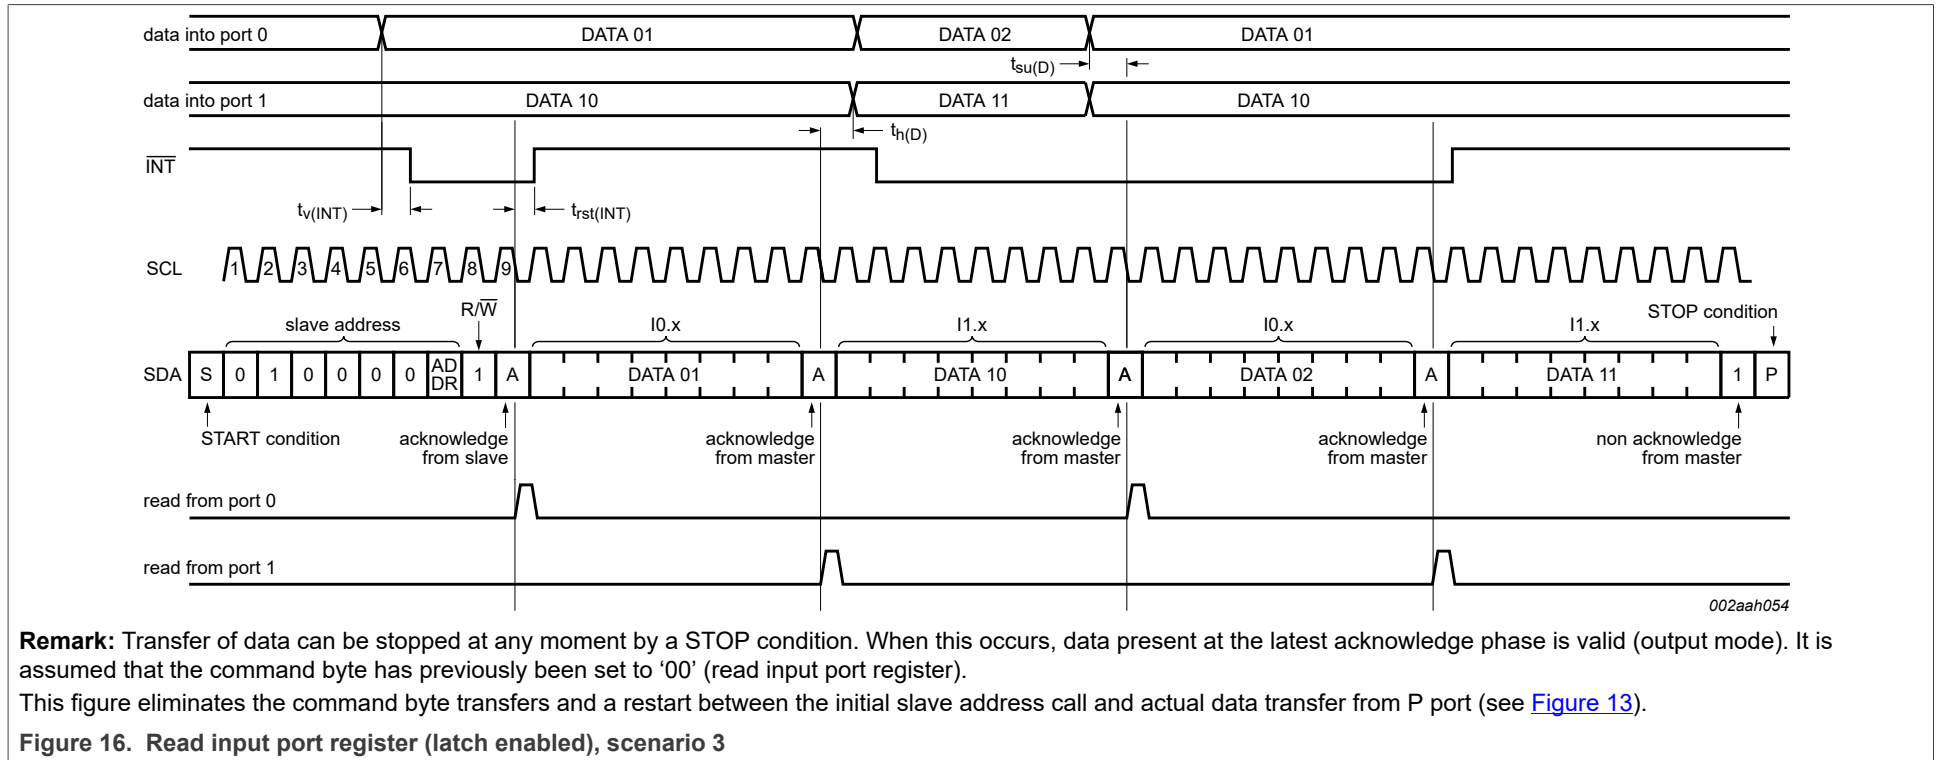 data into port 0 DATA 01 DATA 02 DATA 01
tsu(D)
data into port 1 DATA 10 DATA 11 DATA 10
th(D)
INT
tv(INT) trst(INT)
SCL 1 2 3 4 5 6 7 8 9
R/W STOP condition
slave address I0.x I1.x I0.x I1.x
SDA S 0 1 0 0 0 0 AD DR 1 A DATA 01 A DATA 10 A DATA 02 A DATA 11 1 P
START condition acknowledge acknowledge acknowledge acknowledge non acknowledge
from slave from master from master from master from master
read from port 0
read from port 1
002aah054
Remark: Transfer of data can be stopped at any moment by a STOP condition. When this occurs, data present at the latest acknowledge phase is valid (output mode). It is
assumed that the command byte has previously been set to ‘00’ (read input port register).
This figure eliminates the command byte transfers and a restart between the initial slave address call and actual data transfer from P port (see Figure 13).
Figure 16. Read input port register (latch enabled), scenario 3